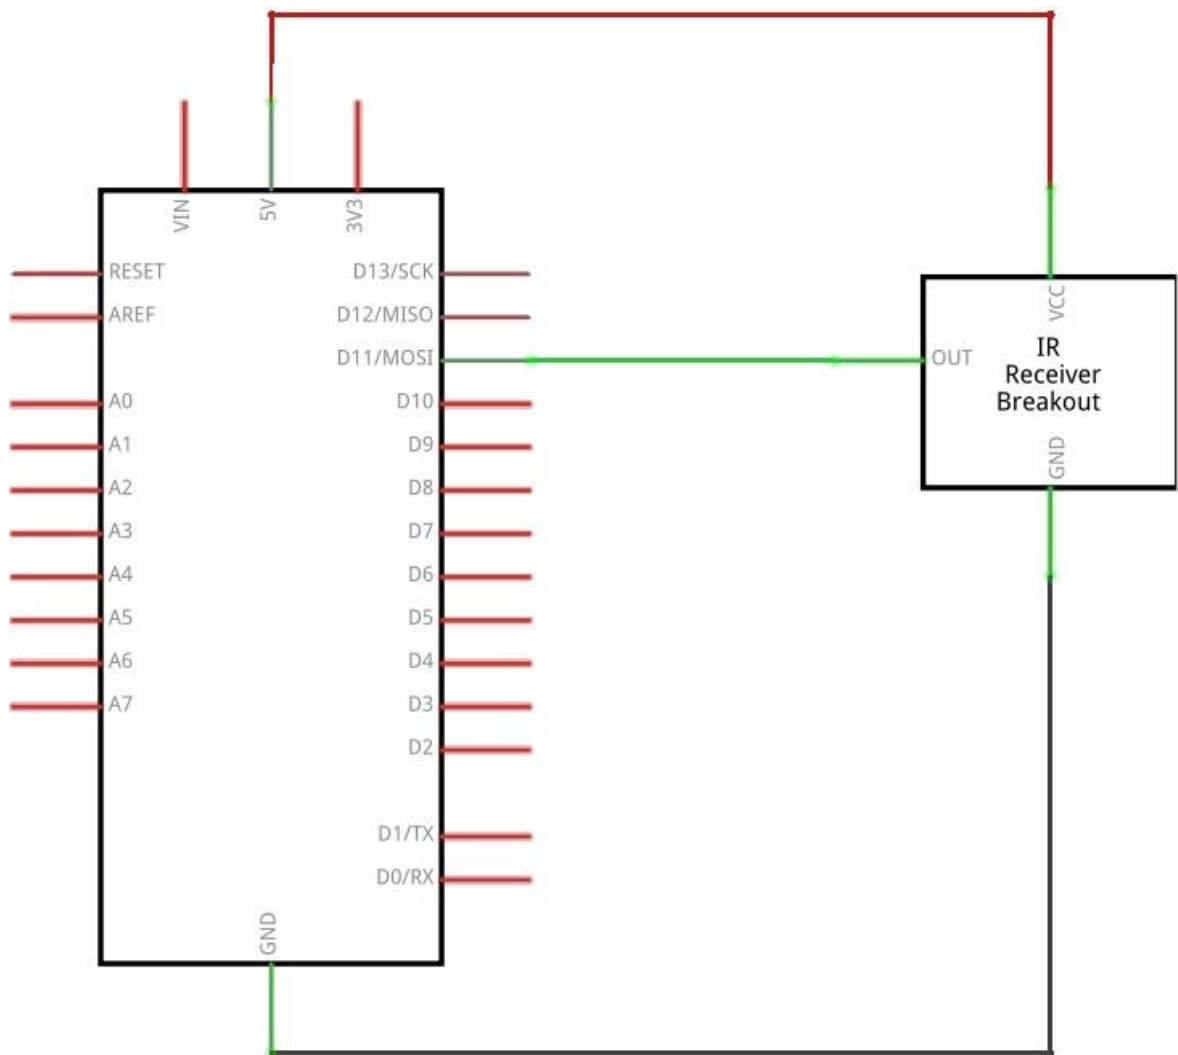 VIN
5V
3V3
RESET
AREF
A0
A1
A2
A3
A4
A5
A6
A7
D13/SCK
D12/MISO
D11/MOSI
D10
D9
D8
D7
D6
D5
D4
D3
D2
D1/TX
D0/RX
GND
VCC
OUT
IR
Receiver
Breakout
GND